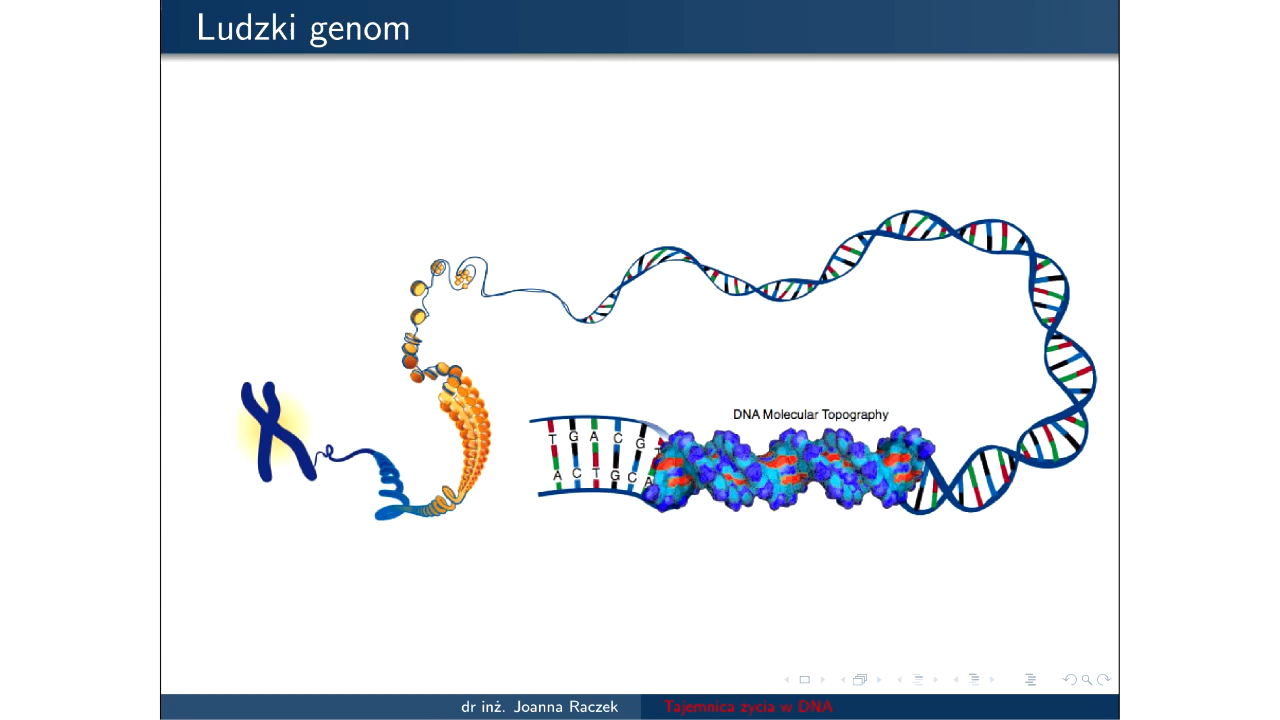 Ludzki genom
DNA Molecular Topography
T G A C G T
A C T G C A
dr inż. Joanna Raczek
Tajemnica życia w DNA